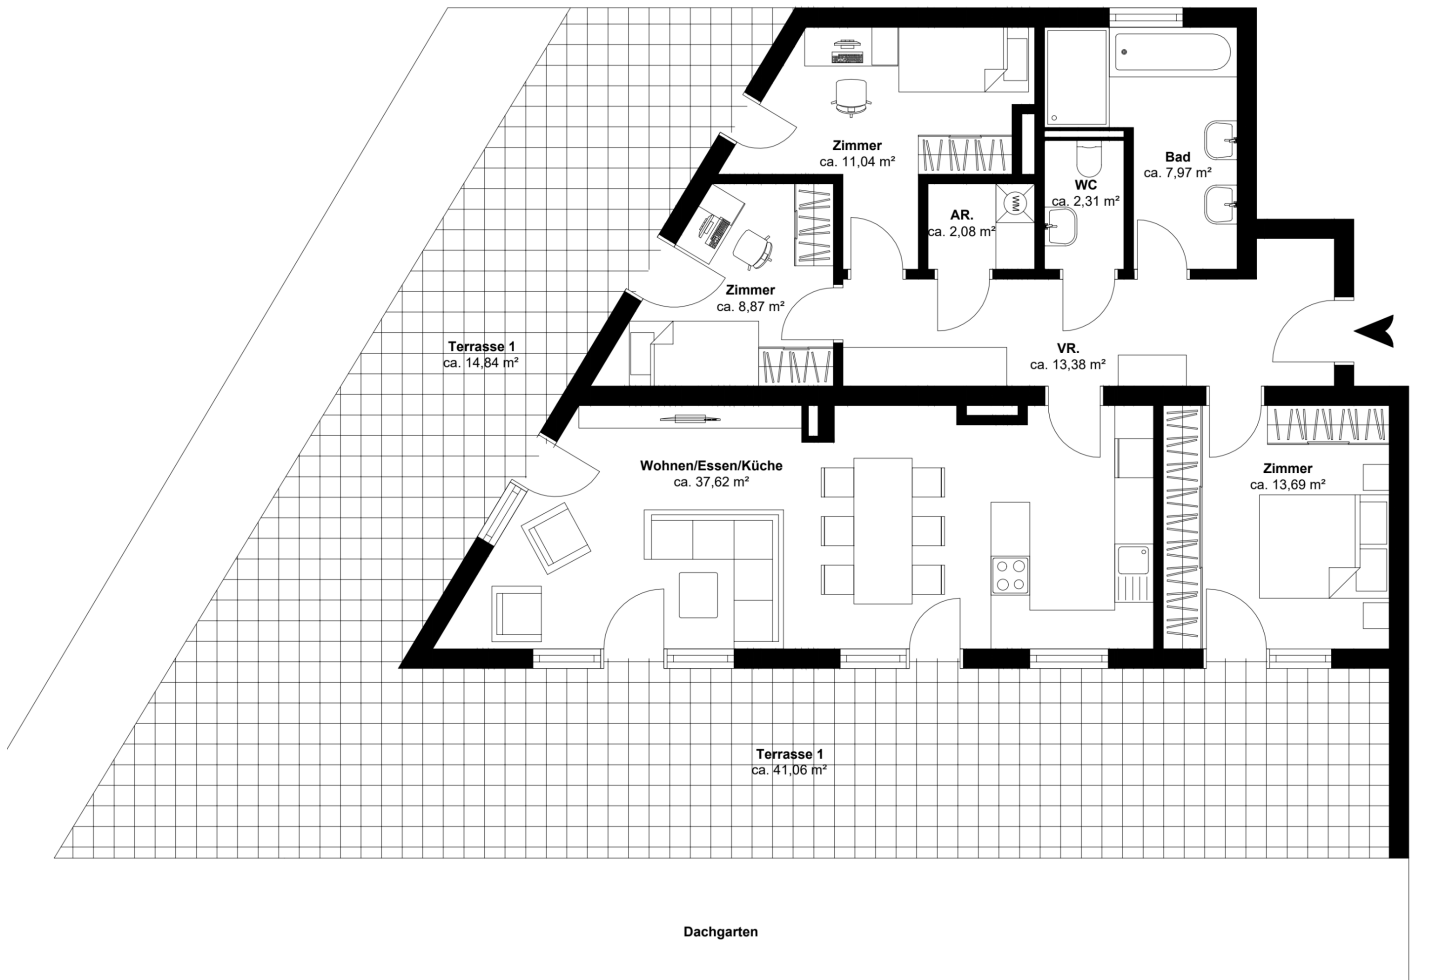 Zimmer
ca. 11,04 m²
Bad
ca. 7,97 m²
WC
ca. 2,31 m²
AR.
ca. 2,08 m²
WM
Zimmer
ca. 8,87 m²
Terrasse 1
ca. 14,84 m²
VR.
ca. 13,38 m²
Wohnen/Essen/Küche
ca. 37,62 m²
Zimmer
ca. 13,69 m²
Terrasse 1
ca. 41,06 m²
Dachgarten